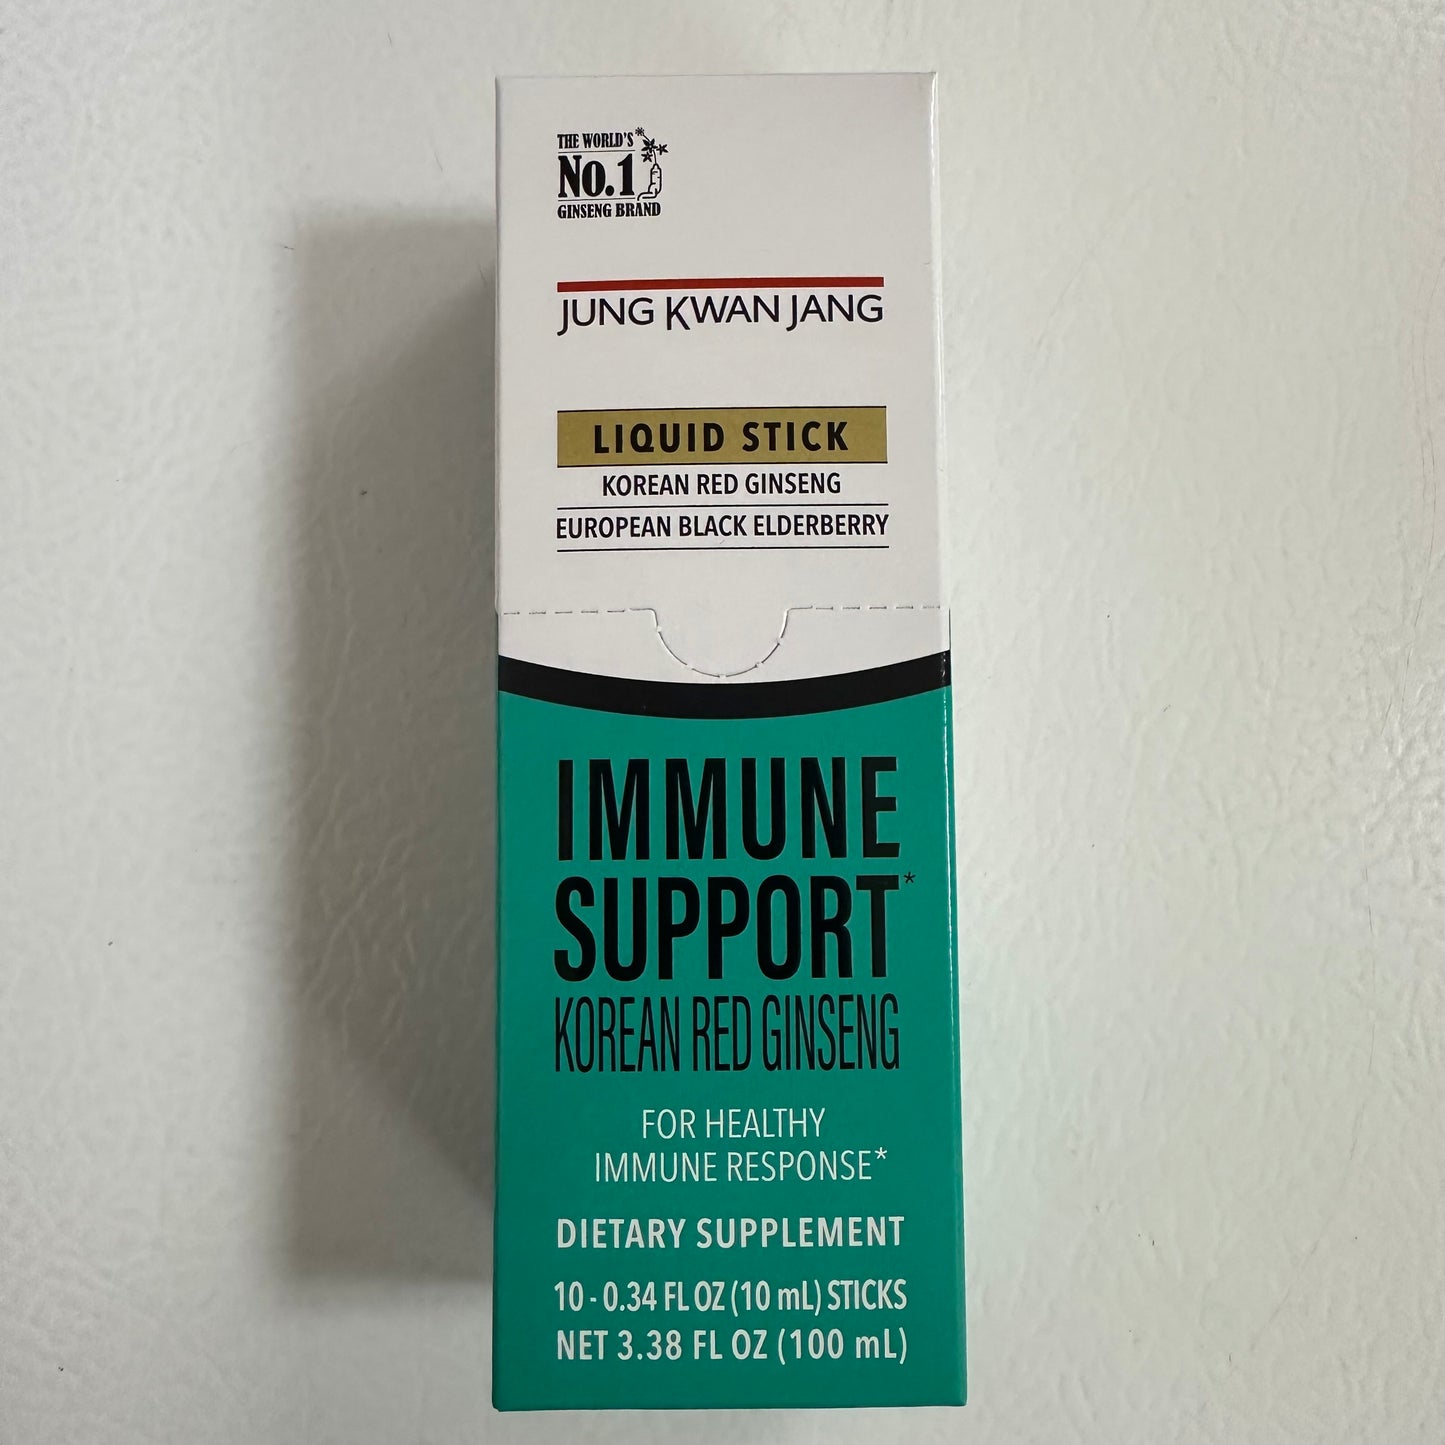 THE WORLD'S
No.1
GINSENG BRAND
JUNG KWAN JANG
LIQUID STICK
KOREAN RED GINSENG
EUROPEAN BLACK ELDERBERRY
IMMUNE
SUPPORT*
KOREAN RED GINSENG
FOR HEALTHY
IMMUNE RESPONSE*
DIETARY SUPPLEMENT
10 - 0.34 FL OZ (10 mL) STICKS
NET 3.38 FL OZ (100 mL)